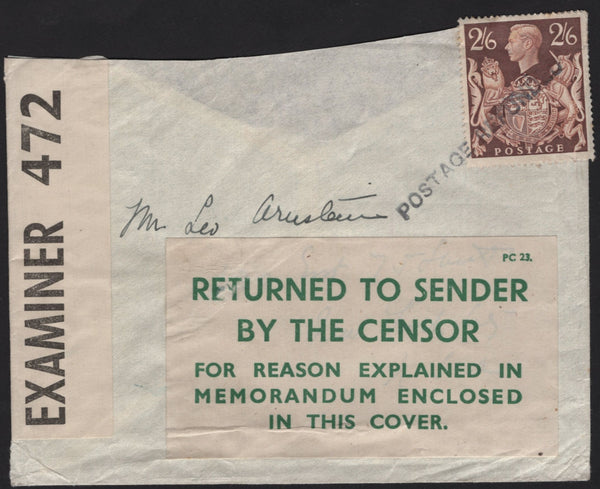 2/6 2/6
POSTAGE
POSTAGE
EXAMINER 472
Mr Leo Arnstein
PC 23.
RETURNED TO SENDER
BY THE CENSOR
FOR REASON EXPLAINED IN
MEMORANDUM ENCLOSED
IN THIS COVER.